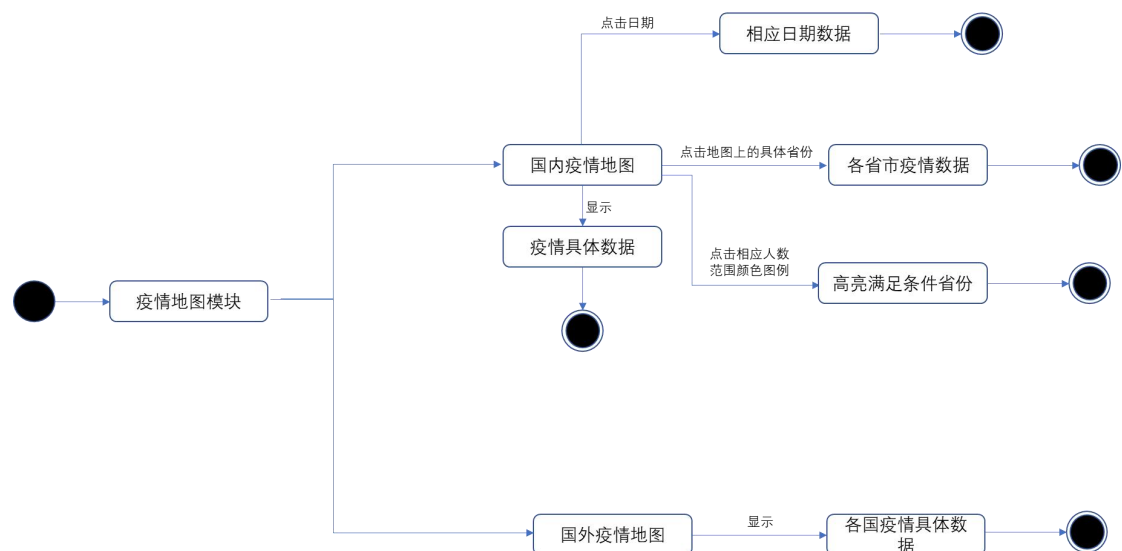 点击日期
相应日期数据
国内疫情地图
点击地图上的具体省份
各省市疫情数据
显示
疫情具体数据
点击相应人数
范围颜色图例
高亮满足条件省份
疫情地图模块
国外疫情地图
显示
各国疫情具体数
据